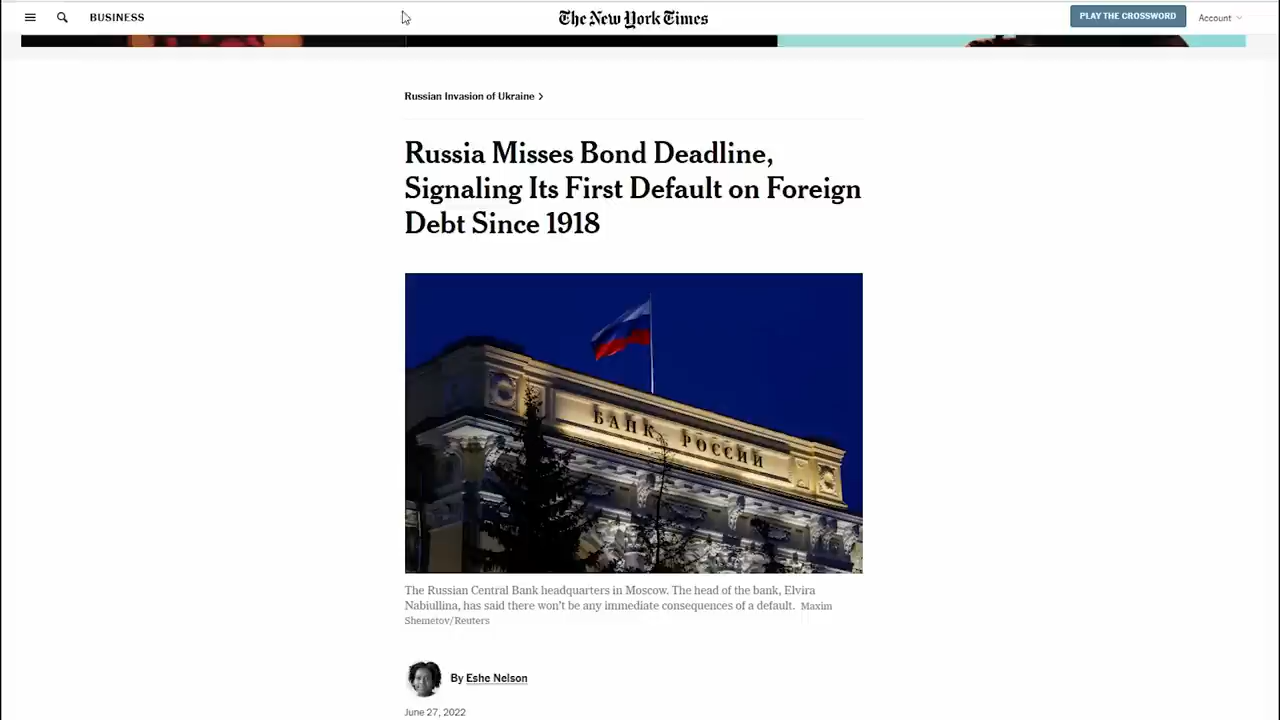 BUSINESS
The New York Times
PLAY THE CROSSWORD
Account
Russian Invasion of Ukraine
Russia Misses Bond Deadline,
Signaling Its First Default on Foreign
Debt Since 1918
БАНК РОССИИ
The Russian Central Bank headquarters in Moscow. The head of the bank, Elvira
Nabiullina, has said there won't be any immediate consequences of a default. Maxim
Shemetov/Reuters
By Eshe Nelson
June 27, 2022